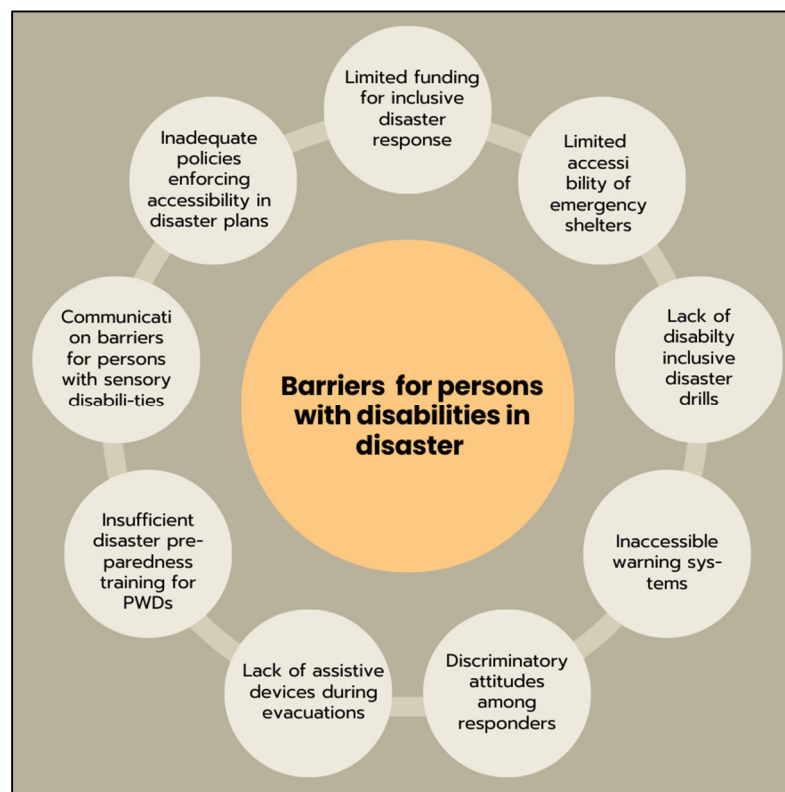 Limited funding
for inclusive
disaster
response
Limited
accessi
bility of
emergency
shelters
Lack of
disabilty
inclusive
disaster
drills
Inaccessible
warning sys-
tems
Discriminatory
attitudes
among
responders
Lack of assistive
devices during
evacuations
Insufficient
disaster pre-
paredness
training for
PWDs
Communicati
on barriers
for persons
with sensory
disabili-ties
Inadequate
policies
enforcing
accessibility in
disaster plans
Barriers for persons
with disabilities in
disaster